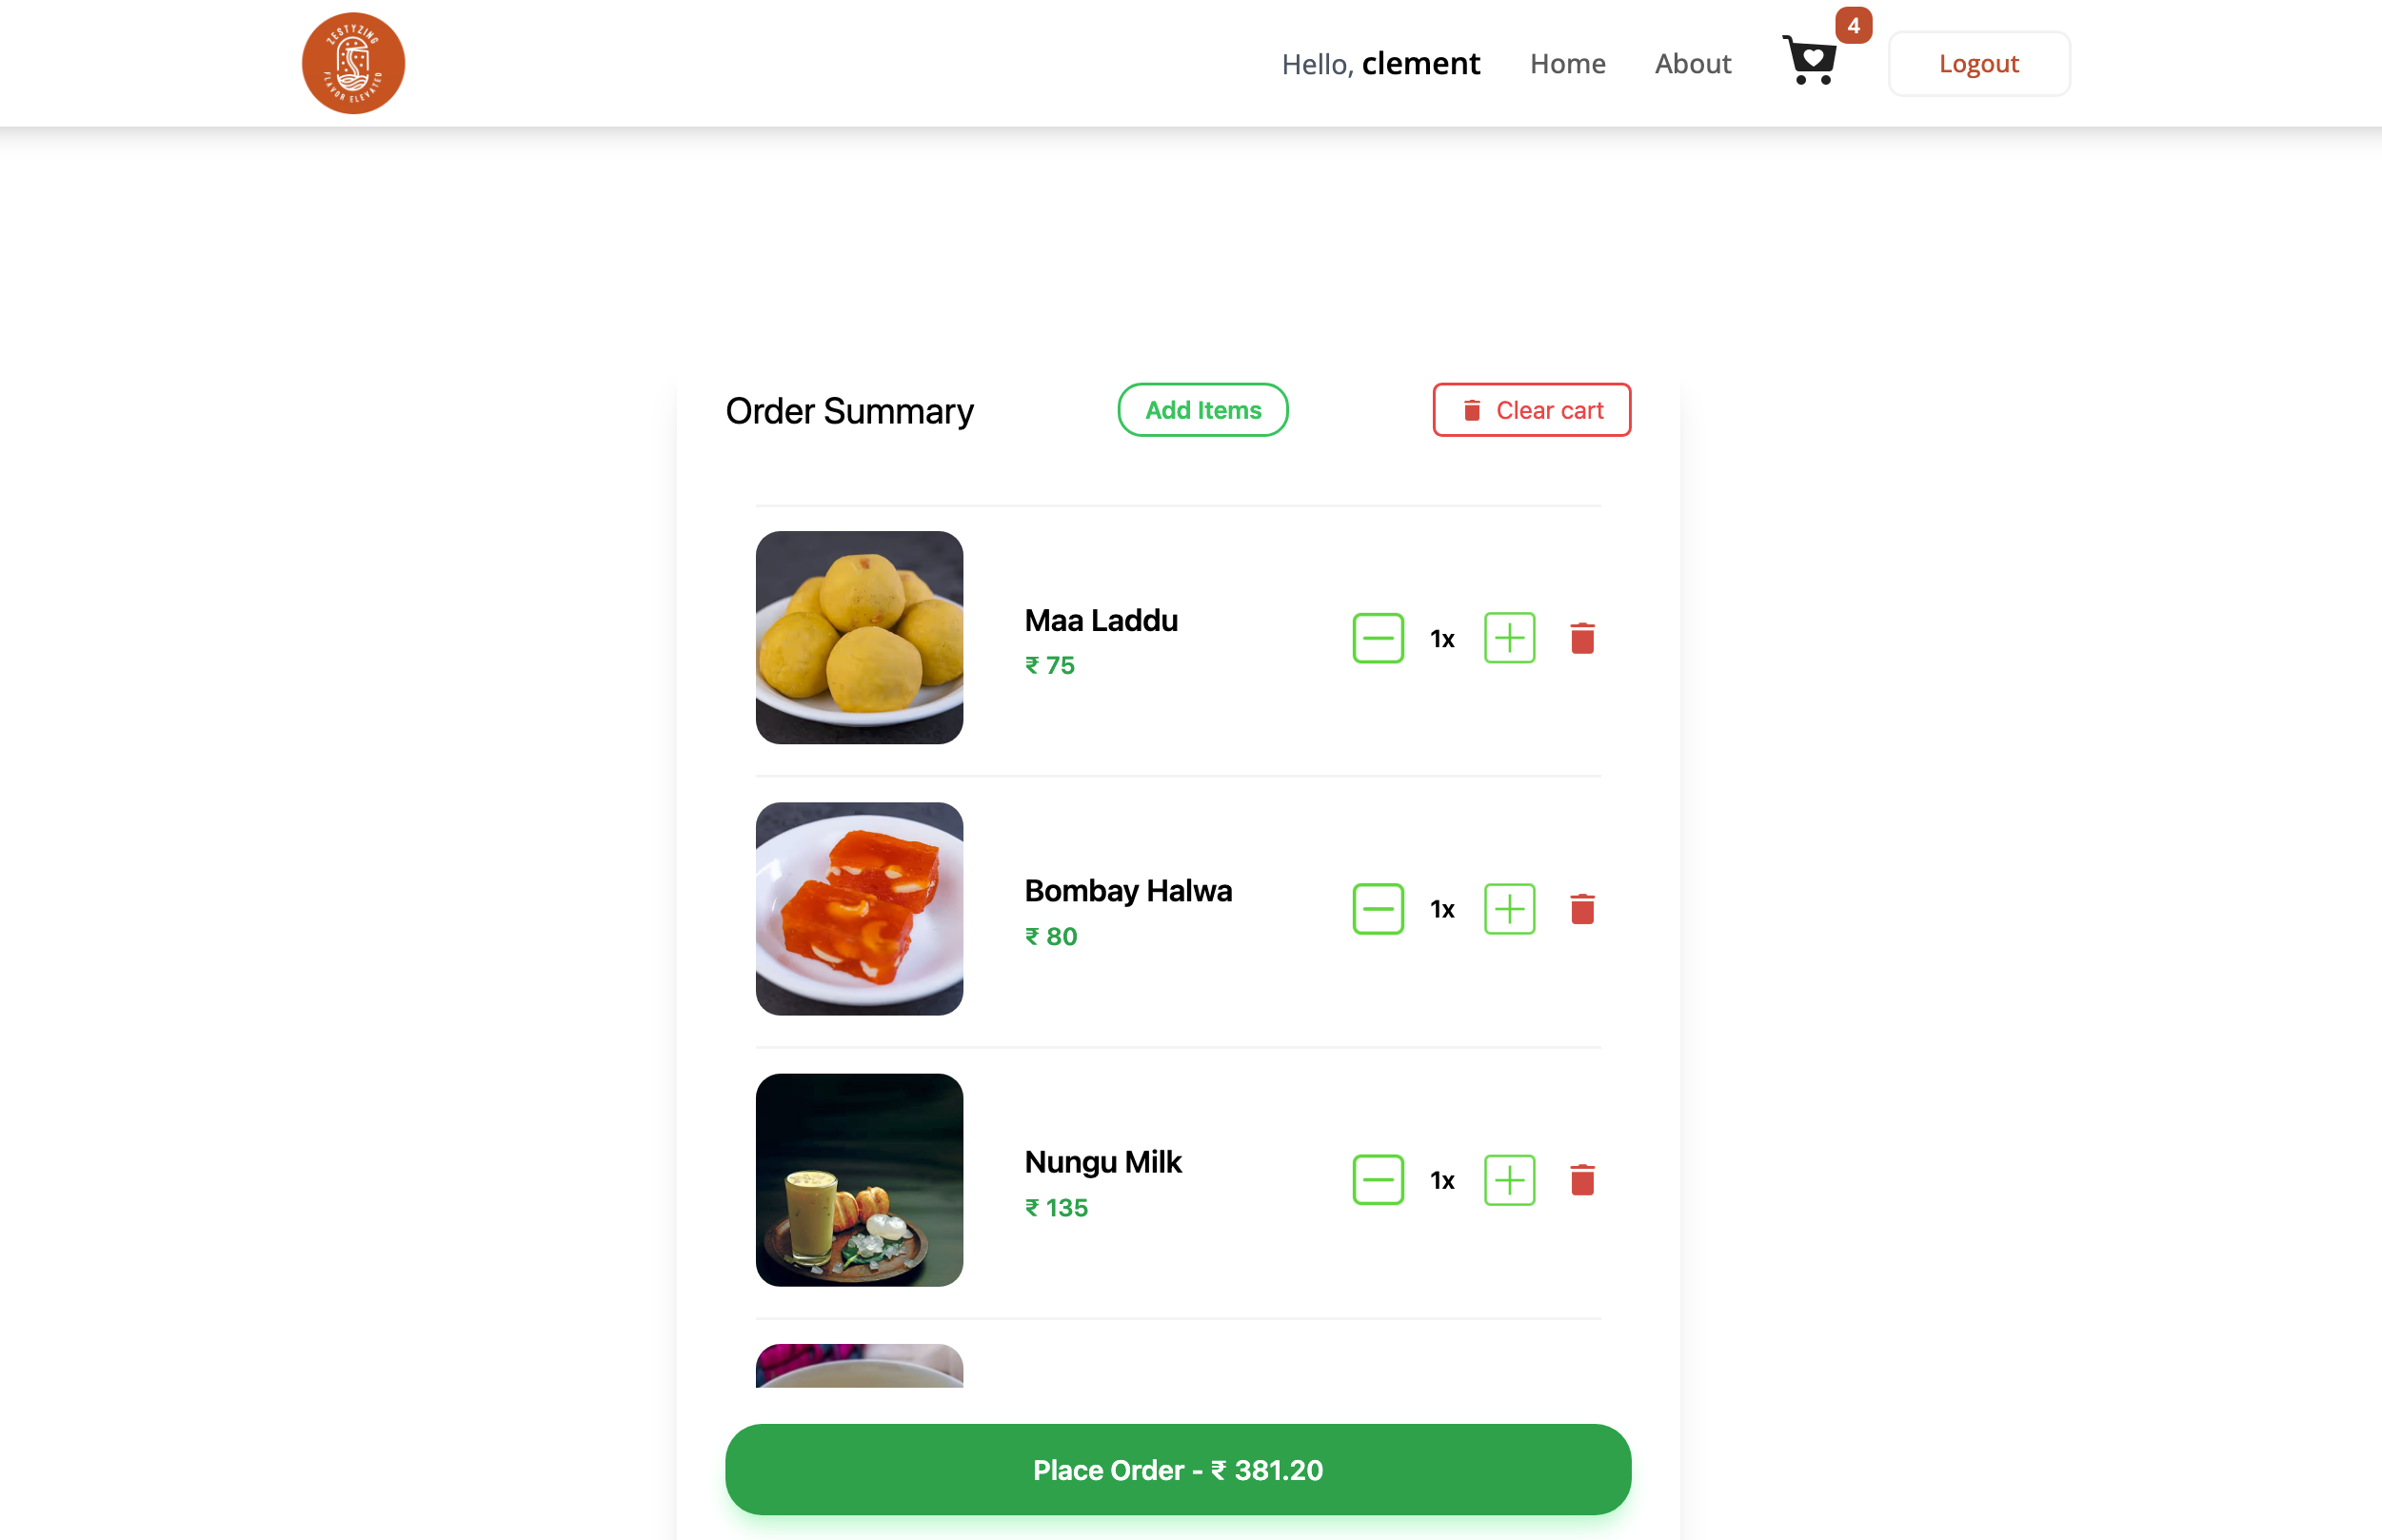 ZESTYZING
FLAVOR ELEVATED
Hello, clement
Home
About
4
Logout
Order Summary
Add Items
Clear cart
Maa Laddu
₹ 75
1x
Bombay Halwa
₹ 80
1x
Nungu Milk
₹ 135
1x
Place Order - ₹ 381.20